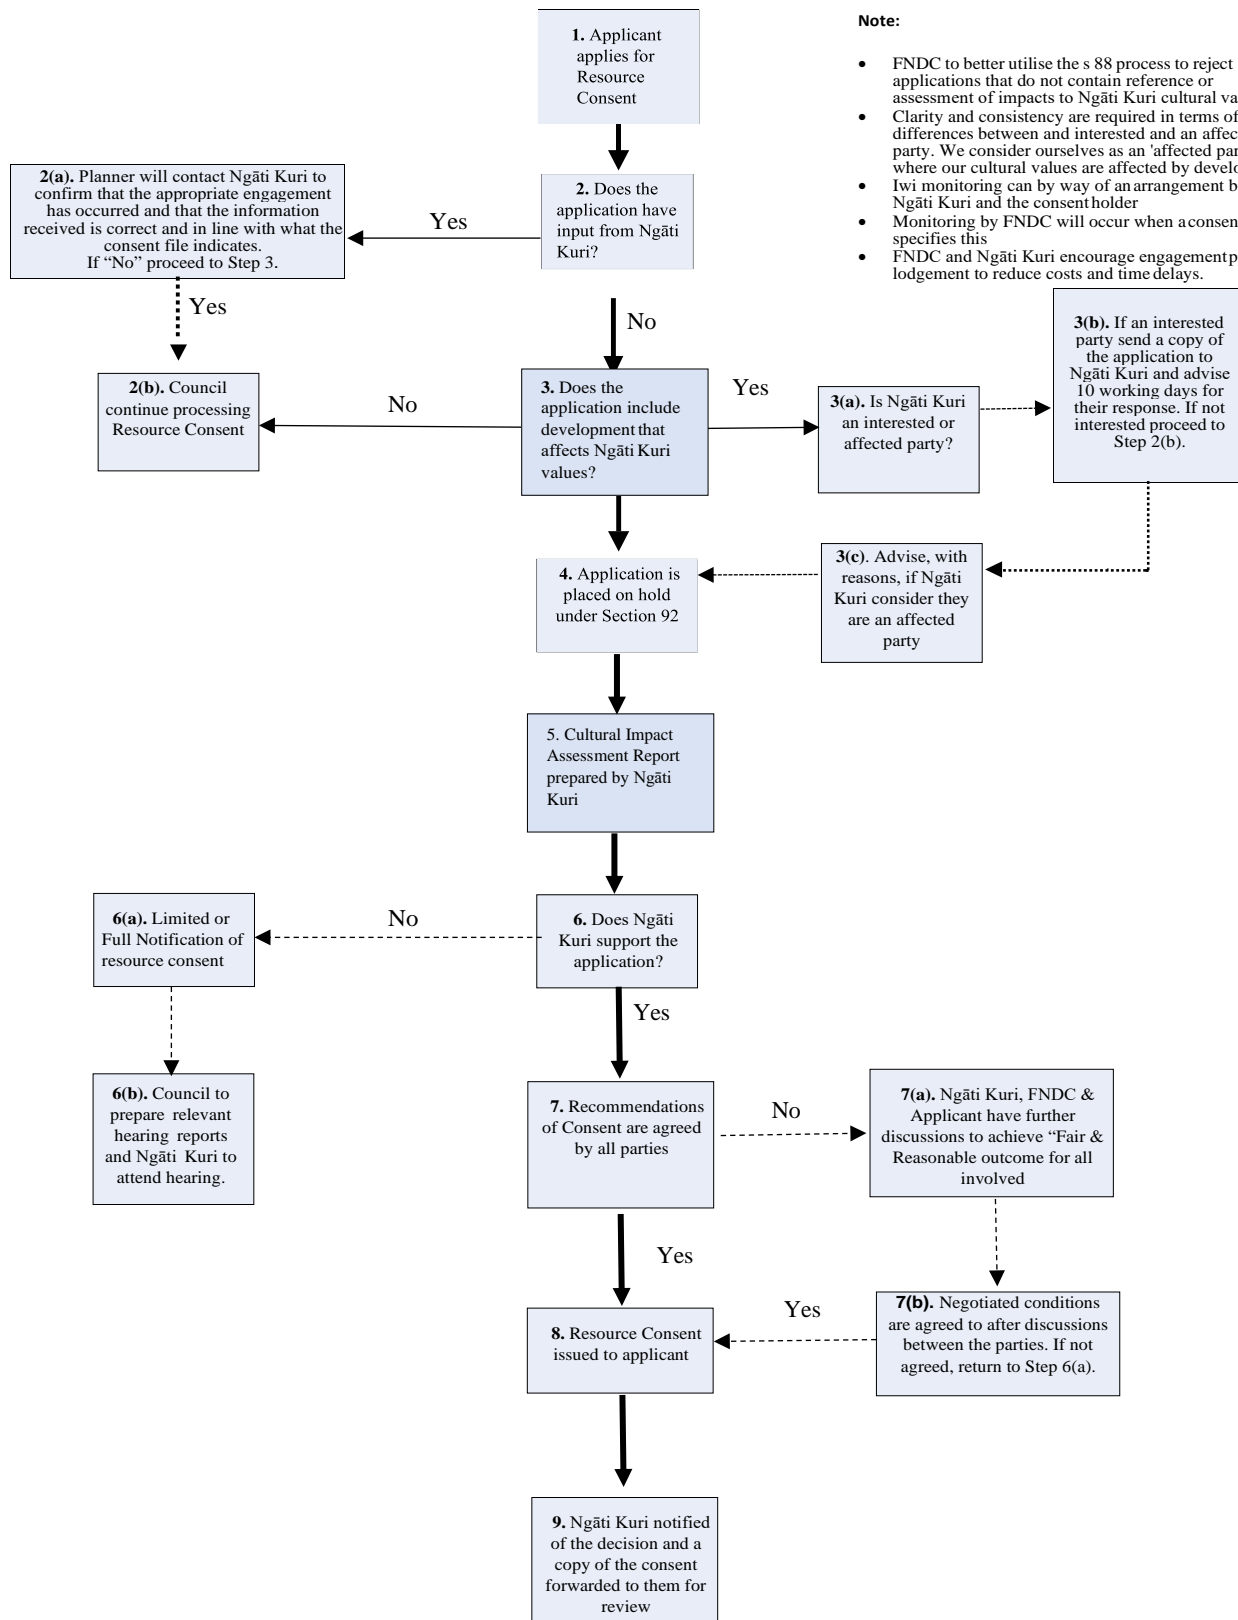 1. Applicant
applies for
Resource
Consent
Note:
• FNDC to better utilise the s 88 process to reject
applications that do not contain reference or
assessment of impacts to Ngāti Kuri cultural va
• Clarity and consistency are required in terms of
differences between and interested and an affec
party. We consider ourselves as an 'affected par
where our cultural values are affected by develo
• Iwi monitoring can by way of an arrangement b
Ngāti Kuri and the consent holder
• Monitoring by FNDC will occur when a consen
specifies this
• FNDC and Ngāti Kuri encourage engagement p
lodgement to reduce costs and time delays.
2(a). Planner will contact Ngāti Kuri to
confirm that the appropriate engagement
has occurred and that the information
received is correct and in line with what the
consent file indicates.
If “No” proceed to Step 3.
Yes
2. Does the
application have
input from Ngāti
Kuri?
Yes
No
2(b). Council
continue processing
Resource Consent
No
3. Does the
application include
development that
affects Ngāti Kuri
values?
Yes
3(a). Is Ngāti Kuri
an interested or
affected party?
3(b). If an interested
party send a copy of
the application to
Ngāti Kuri and advise
10 working days for
their response. If not
interested proceed to
Step 2(b).
4. Application is
placed on hold
under Section 92
3(c). Advise, with
reasons, if Ngāti
Kuri consider they
are an affected
party
5. Cultural Impact
Assessment Report
prepared by Ngāti
Kuri
6(a). Limited or
Full Notification of
resource consent
No
6. Does Ngāti
Kuri support the
application?
Yes
6(b). Council to
prepare relevant
hearing reports
and Ngāti Kuri to
attend hearing.
7. Recommendations
of Consent are agreed
by all parties
No
7(a). Ngāti Kuri, FNDC &
Applicant have further
discussions to achieve “Fair &
Reasonable outcome for all
involved
Yes
8. Resource Consent
issued to applicant
Yes
7(b). Negotiated conditions
are agreed to after discussions
between the parties. If not
agreed, return to Step 6(a).
9. Ngāti Kuri notified
of the decision and a
copy of the consent
forwarded to them for
review